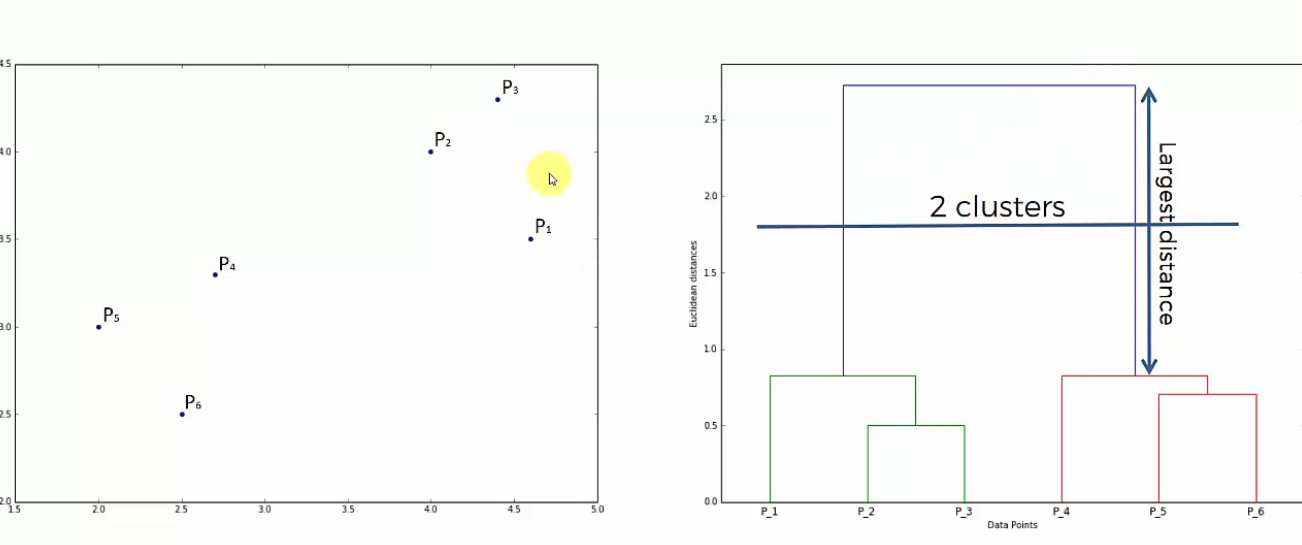 4.5
4.0
3.5
3.0
2.5
2.0
1.5
2.0
2.5
3.0
3.5
4.0
4.5
5.0
P₃
P₂
P₁
P₄
P₅
P₆
2.5
2.0
1.5
1.0
0.5
0.0
Euclidean distances
2 clusters
Largest distance
P_1
P_2
P_3
P_4
P_5
P_6
Data Points